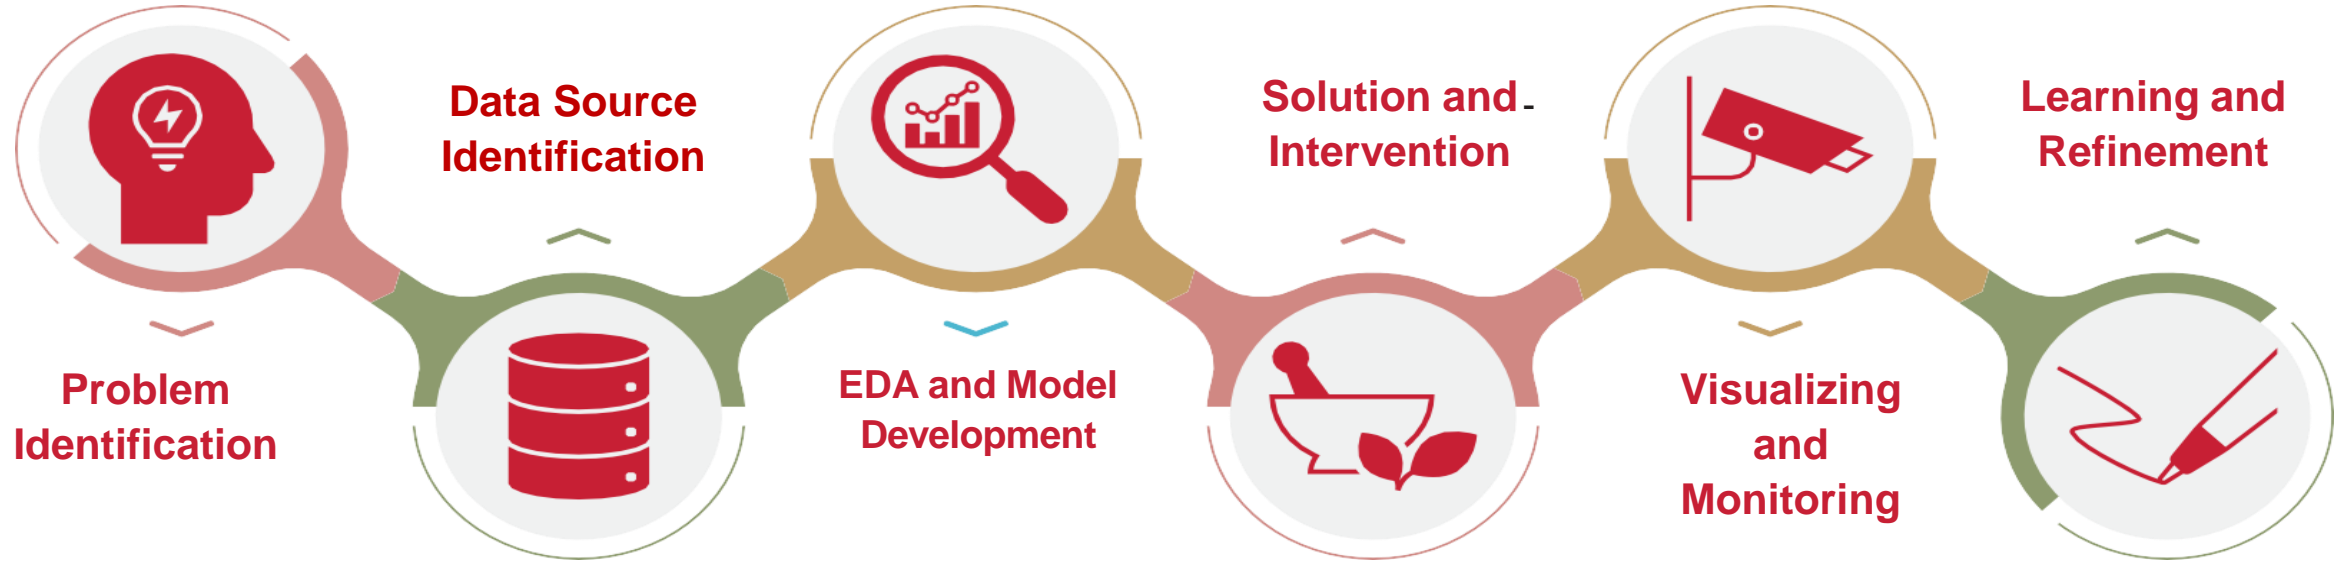 Problem
Identification
Data Source
Identification
EDA and Model
Development
Solution and -
Intervention
Visualizing
and
Monitoring
Learning and
Refinement